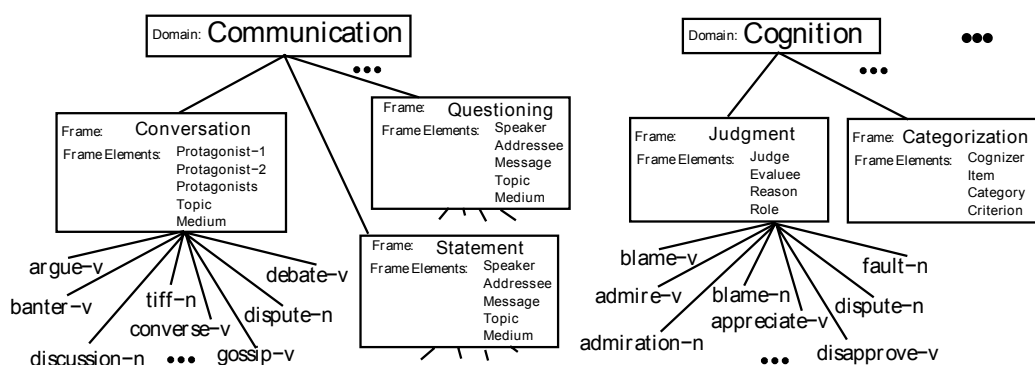 Domain: Communication
Domain: Cognition
•••
•••
•••
Frame: Conversation
Frame Elements: Protagonist−1
Protagonist−2
Protagonists
Topic
Medium
Frame: Questioning
Frame Elements: Speaker
Addressee
Message
Topic
Medium
Frame: Statement
Frame Elements: Speaker
Addressee
Message
Topic
Medium
argue−v
banter−v
discussion−n
tiff−n
converse−v
•••
gossip−v
dispute−n
debate−v
Frame: Judgment
Frame Elements: Judge
Evaluee
Reason
Role
Frame: Categorization
Frame Elements: Cognizer
Item
Category
Criterion
blame−v
admire−v
admiration−n
blame−n
appreciate−v
•••
disapprove−v
dispute−n
fault−n